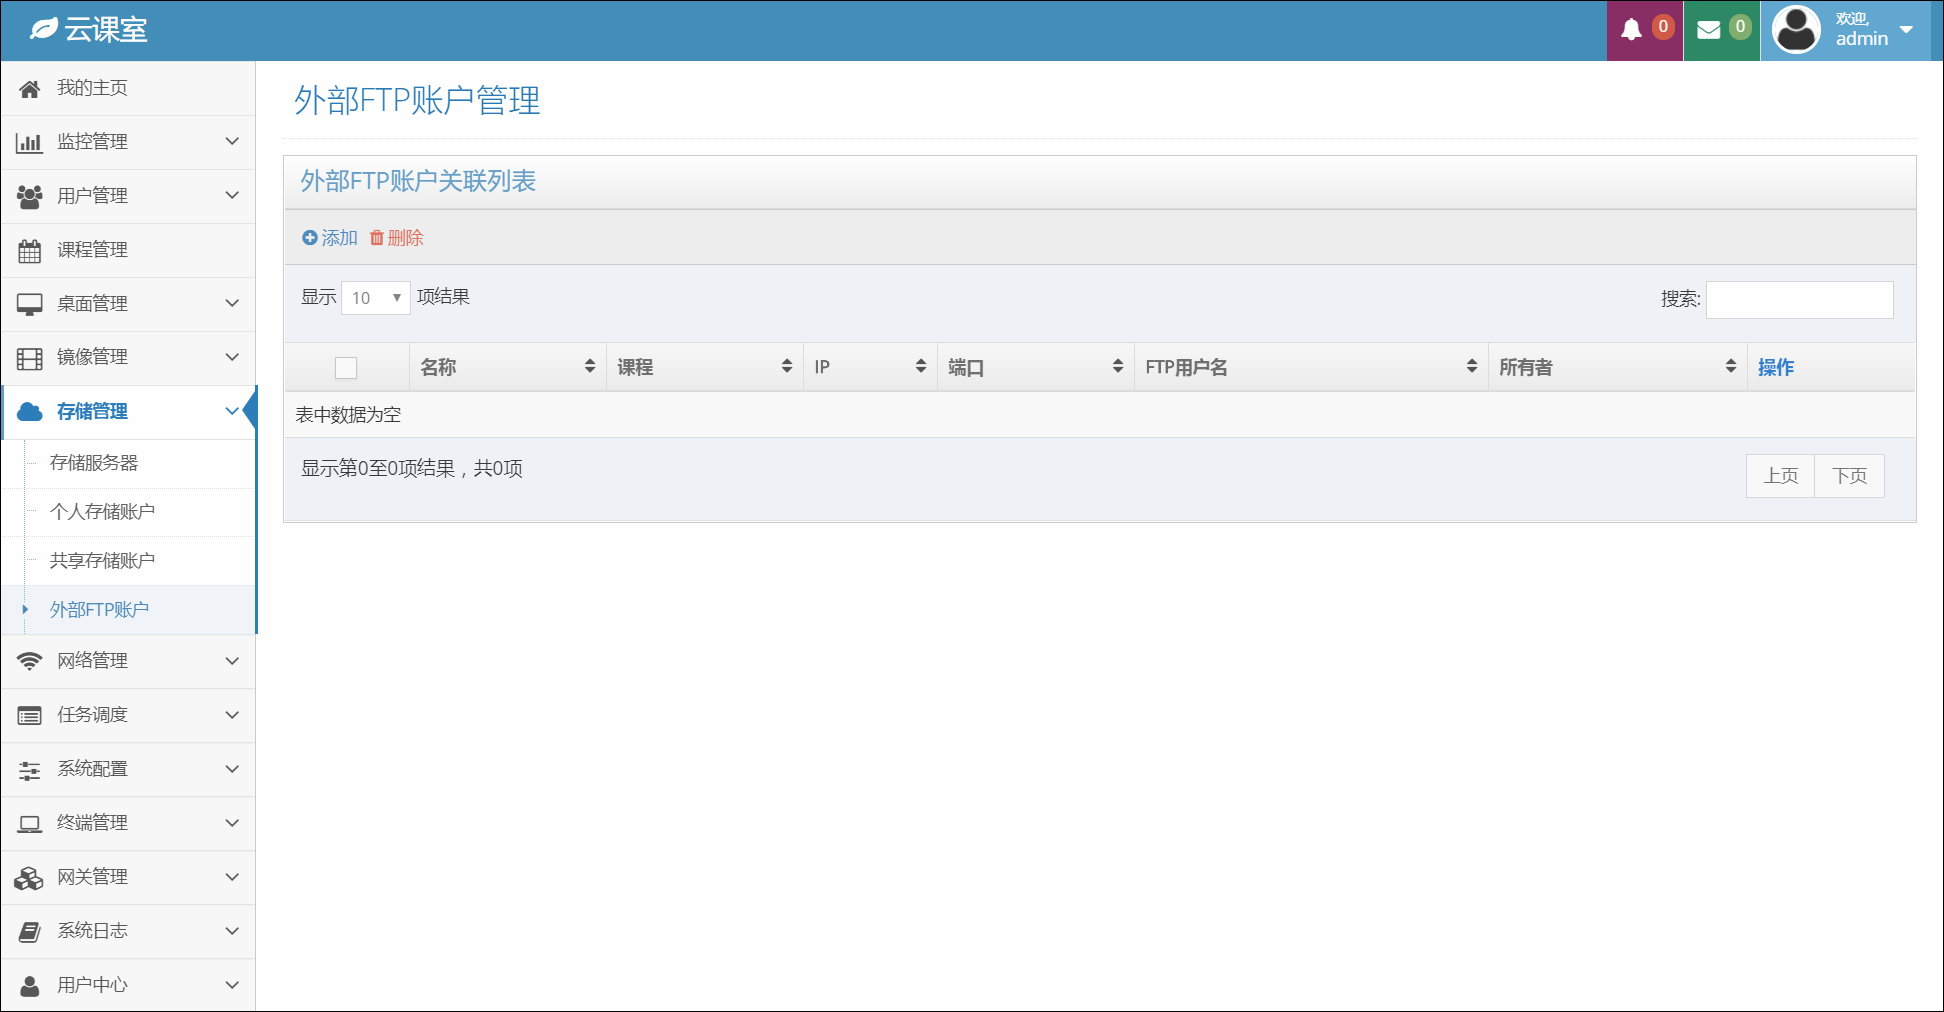 云课室
0
0
欢迎,
admin
我的主页
监控管理
用户管理
课程管理
桌面管理
镜像管理
存储管理
存储服务器
个人存储账户
共享存储账户
外部FTP账户
网络管理
任务调度
系统配置
终端管理
网关管理
系统日志
用户中心
外部FTP账户管理
外部FTP账户关联列表
添加 删除
显示 10 项结果 搜索:
名称 课程 IP 端口 FTP用户名 所有者 操作
表中数据为空
显示第0至0项结果，共0项
上页 下页